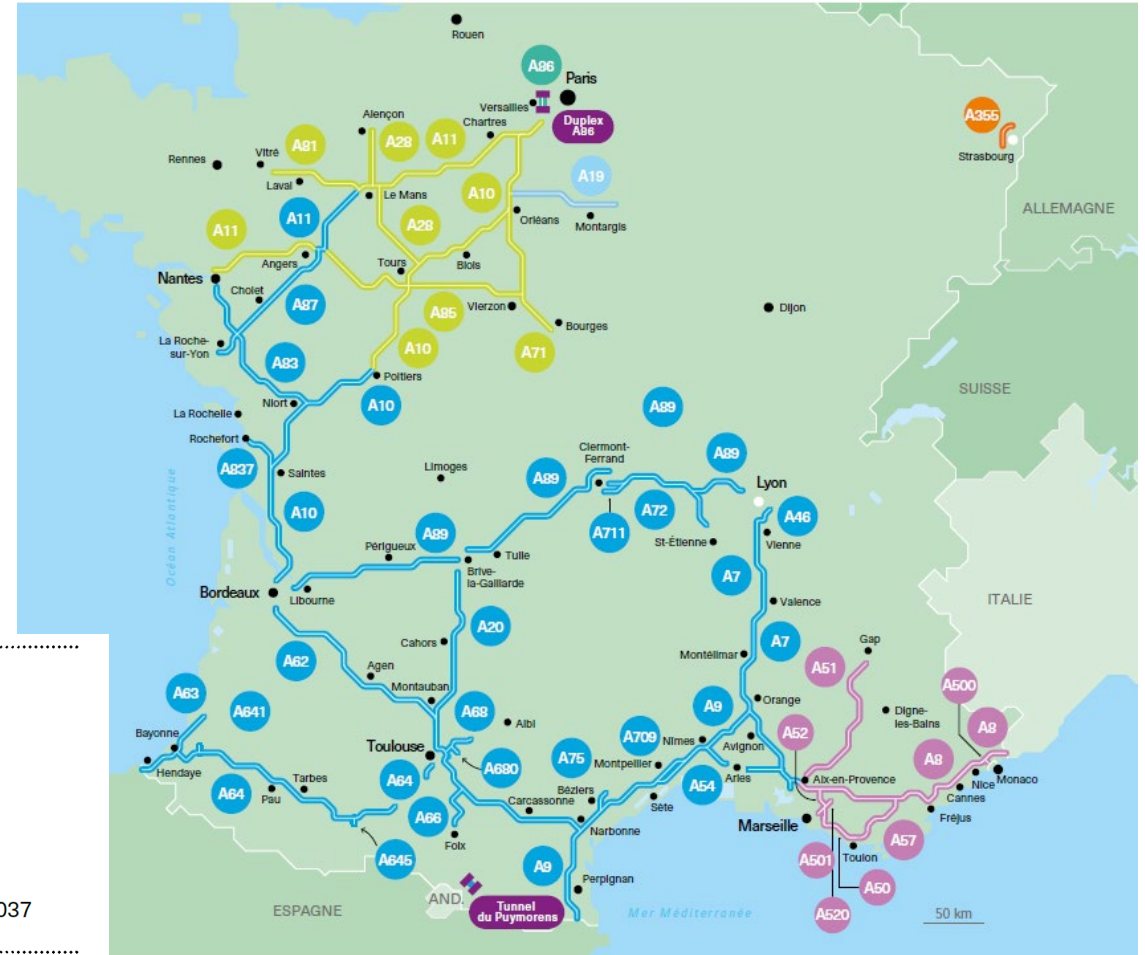 Rouen
A86
Paris
Versailles
Duplex
A86
Alençon
Chartres
A28
A11
A355
Strasbourg
Rennes
Vitré
A81
Laval
Le Mans
A10
A19
Orléans
Montargis
ALLEMAGNE
A11
A11
A28
Angers
Tours
Blois
Nantes
Cholet
A87
A85
Vierzon
Bourges
Dijon
La Roche-
sur-Yon
A83
A10
A71
Poitiers
SUISSE
Niort
A10
La Rochelle
Rochefort
A837
Saintes
A10
Océan Atlantique
Limoges
Clermont-
Ferrand
A89
A89
A89
Lyon
A46
A711
A72
St-Étienne
Vienne
Périgueux
A89
Tulle
Brive-
la-Gaillarde
Bordeaux
Libourne
A7
Valence
ITALIE
A20
Cahors
A62
Agen
Montauban
Montélimar
A7
Gap
A51
A500
A63
A641
Bayonne
Hendaye
A68
Albi
Toulouse
A680
A64
A64
Pau
Tarbes
A66
A645
Foix
Orange
A9
Digne-
les-Bains
A8
A52
A709
Nîmes
Avignon
A75
Montpellier
A54
Arles
Aix-en-Provence
A8
Nice
Monaco
Cannes
Béziers
Sète
Carcassonne
Narbonne
Marseille
Fréjus
A57
Toulon
A501
A50
A520
A9
Perpignan
037
ESPAGNE
AND.
Tunnel
du Puymorens
Mer Méditerranée
50 km